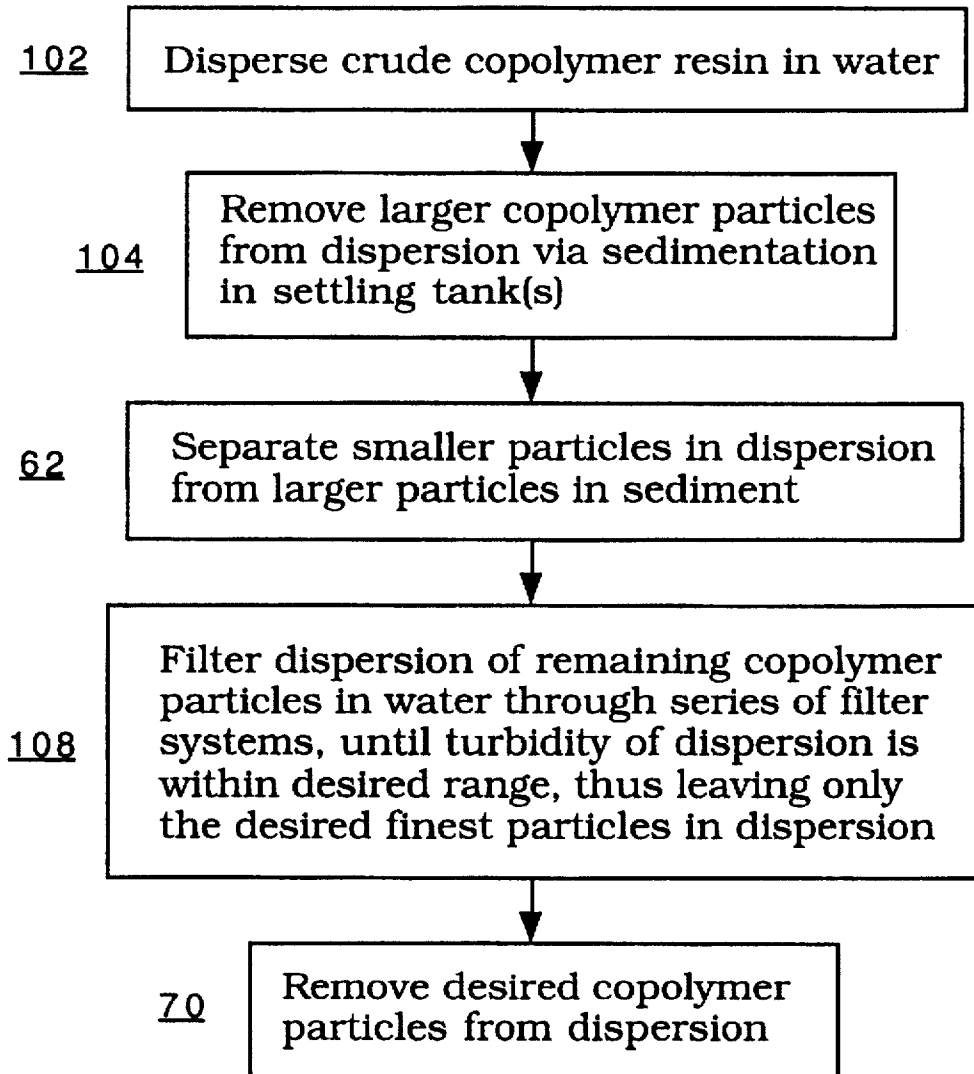 102 Disperse crude copolymer resin in water
Remove larger copolymer particles
104 from dispersion via sedimentation
in settling tank(s)
62 Separate smaller particles in dispersion
from larger particles in sediment
Filter dispersion of remaining copolymer
particles in water through series of filter
108 systems, until turbidity of dispersion is
within desired range, thus leaving only
the desired finest particles in dispersion
70 Remove desired copolymer
particles from dispersion